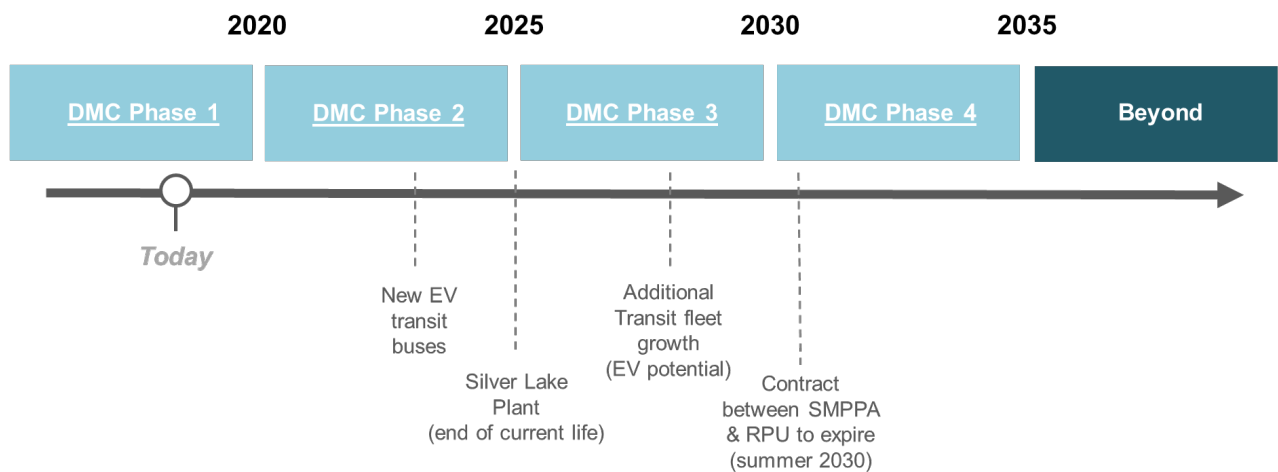 2020
2025
2030
2035
DMC Phase 1
DMC Phase 2
DMC Phase 3
DMC Phase 4
Beyond
Today
New EV
transit
buses
Silver Lake
Plant
(end of current life)
Additional
Transit fleet
growth
(EV potential)
Contract
between SMPPA
& RPU to expire
(summer 2030)